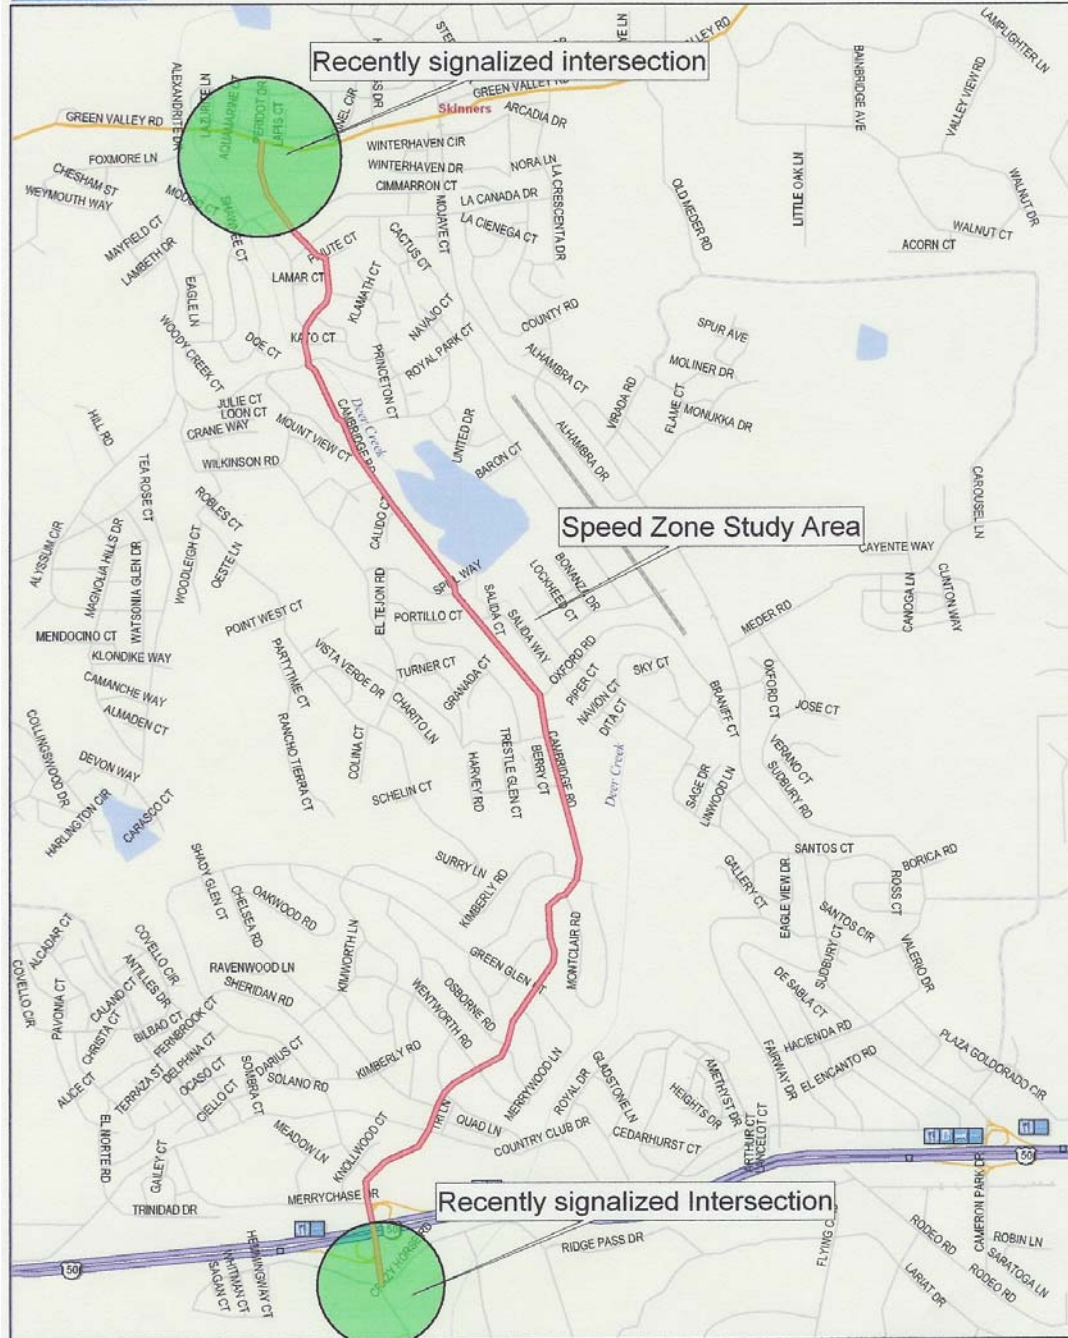 Recently signalized intersection
LAMPLIGHTER LN
VALLEY VIEW RD
BAINBRIDGE AVE
ALEXANDRITE DR
LAZURITE LN
AQUAMARINE CT
PERIDOT DR
LAPIS CT
GREEN VALLEY RD
GREEN VALLEY RD
Skinners
ARCADIA DR
FOXMORE LN
WINTERHAVEN CIR
WINTERHAVEN DR
NORA LN
CHESHAM ST
WEYMOUTH WAY
CIMMARRON CT
LA CANADA DR
LA CRESCENTA DR
OLD MEDER RD
LITTLE OAK LN
WALNUT DR
WALNUT CT
ACORN CT
MAYFIELD CT
LAMBETH DR
MOJAVE CT
LA CIENEGA CT
CACTUS CT
LAMAR CT
KLAMATH CT
EAGLE LN
NAVAJO CT
COUNTY RD
SPUR AVE
WOODY CREEK CT
DOE CT
KATO CT
PRINCETON CT
ROYAL PARK CT
ALHAMBRA CT
MOLINER DR
VIRADA RD
FLAME CT
MONUKKA DR
JULIE CT
LOON CT
CRANE WAY
HILL RD
MOUNT VIEW CT
CAMBRIDGE RD
Deer Creek
UNITED DR
BARON CT
ALHAMBRA DR
WILKINSON RD
TEA ROSE CT
ROBLES CT
CAROUSEL LN
Speed Zone Study Area
CAYENTE WAY
ALYSSUM CIR
MAGNOLIA HILLS DR
WATSONIA GLEN DR
WOODLEIGH CT
OESTE LN
EL TEJON RD
LOCKHEED CT
BONANZA DR
CANOGA LN
CLINTON WAY
POINT WEST CT
PORTILLO CT
SALIDA CT
SALIDA WAY
MEDER RD
MENDOCINO CT
KLONDIKE WAY
PARTYTIME CT
VISTA VERDE DR
TURNER CT
GRANADA CT
OXFORD RD
PIPER CT
NAVION CT
DITA CT
SKY CT
OXFORD CT
JOSE CT
CAMANCHE WAY
ALMADEN CT
CHARITO LN
BRANIFF CT
COLLINGSWOOD DR
RANCHO TIERRA CT
COLINA CT
HARVEY RD
TRESTLE GLEN CT
BERRY CT
CAMBRIDGE RD
Deer Creek
VERANO CT
SUDBURY RD
DEVON WAY
SCHELIN CT
SAGE DR
LINWOOD LN
HARLINGTON CIR
CARASCO CT
SURRY LN
KIMBERLY RD
SANTOS CT
BORICA RD
SHADY GLEN CT
CHELSEA RD
OAKWOOD RD
GALLERY CT
EAGLE VIEW DR
ROSS CT
ALCADAR CT
COVELLO CIR
KIMWORTH LN
MONTCLAIR RD
SANTOS CIR
SUDBURY CT
VALERIO DR
ANTILLES DR
RAVENWOOD LN
SHERIDAN RD
GREEN GLEN CT
COVELLO CIR
PAVONIA CT
CALAND CT
CHRISTA CT
BILBAO CT
FERNBROOK CT
WENTWORTH RD
OSBORNE RD
DE SABLA CT
HACIENDA RD
PLAZA GOLDORADO CIR
ALICE CT
TERRAZA ST
DELPHINA CT
OCASO CT
CIELLO CT
SOMBRA CT
DARIUS CT
SOLANO RD
KIMBERLY RD
MERRYWOOD LN
ROYAL DR
GLADSTONE LN
HEIGHTS DR
AMETHYST DR
FAIRWAY DR
EL ENCANTO RD
EL NORTE RD
GAILEY CT
MEADOW LN
KNOLLWOOD CT
TRI LN
QUAD LN
COUNTRY CLUB DR
CEDARHURST CT
ARTHUR CT
LANCELOT CT
50
MERRYCHASE DR
TRINIDAD DR
Recently signalized Intersection
CAMERON PARK DR
50
CRAZY HORSE RD
RIDGE PASS DR
RODEO RD
ROBIN LN
SARATOGA LN
RODEO RD
LARIAT DR
50
SAGAN CT
WHITMAN CT
HEMMINGWAY CT